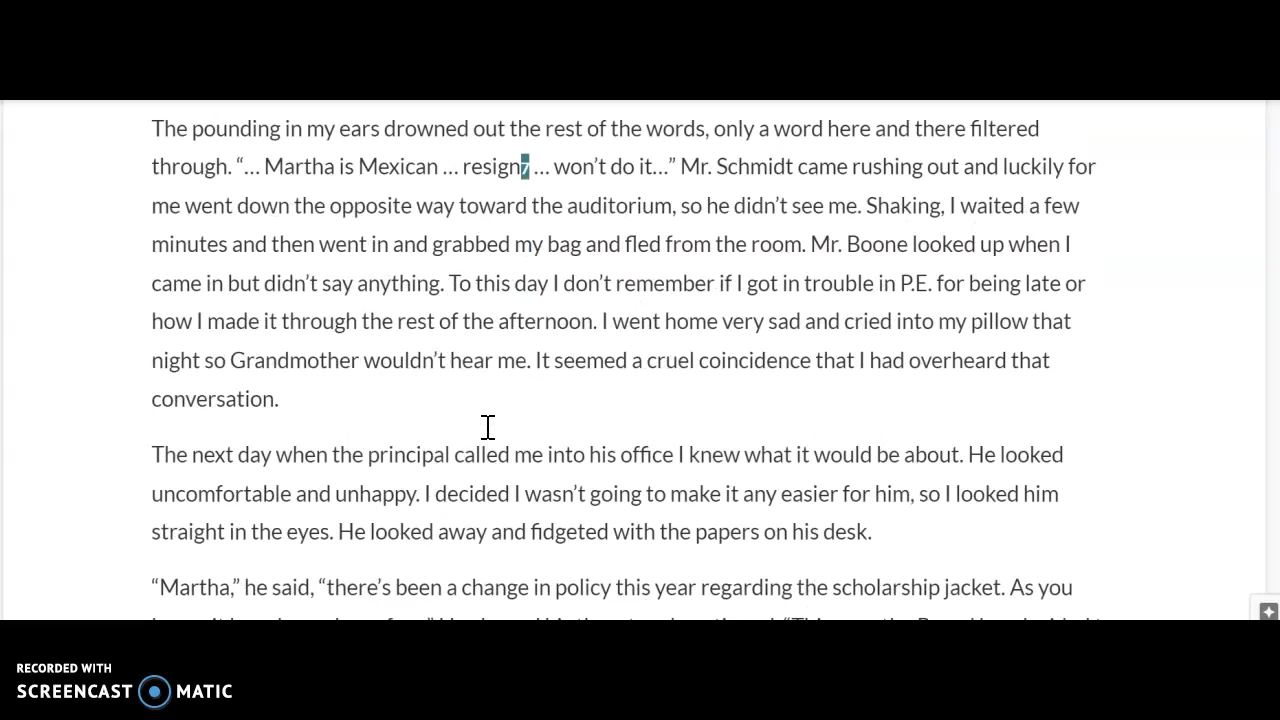 The pounding in my ears drowned out the rest of the words, only a word here and there filtered
through. “… Martha is Mexican … resign7 … won’t do it…” Mr. Schmidt came rushing out and luckily for
me went down the opposite way toward the auditorium, so he didn’t see me. Shaking, I waited a few
minutes and then went in and grabbed my bag and fled from the room. Mr. Boone looked up when I
came in but didn’t say anything. To this day I don’t remember if I got in trouble in P.E. for being late or
how I made it through the rest of the afternoon. I went home very sad and cried into my pillow that
night so Grandmother wouldn’t hear me. It seemed a cruel coincidence that I had overheard that
conversation.
The next day when the principal called me into his office I knew what it would be about. He looked
uncomfortable and unhappy. I decided I wasn’t going to make it any easier for him, so I looked him
straight in the eyes. He looked away and fidgeted with the papers on his desk.
“Martha,” he said, “there’s been a change in policy this year regarding the scholarship jacket. As you
RECORDED WITH
SCREENCAST MATIC